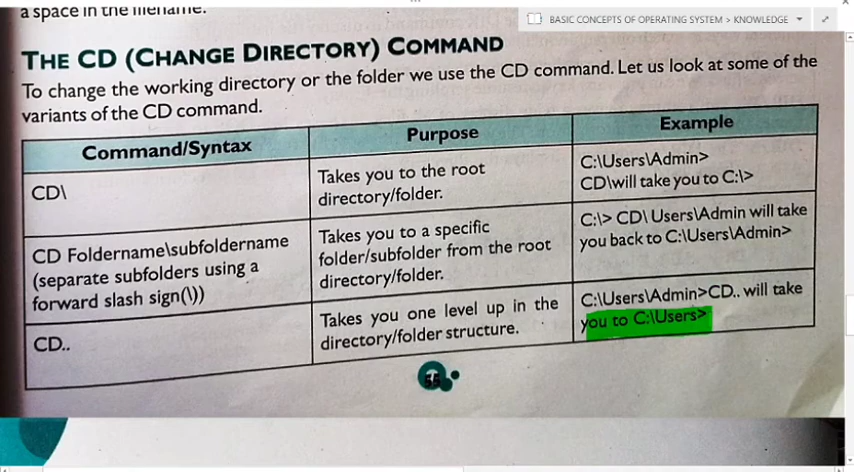 a space in the filename.
BASIC CONCEPTS OF OPERATING SYSTEM > KNOWLEDGE
THE CD (CHANGE DIRECTORY) COMMAND
To change the working directory or the folder we use the CD command. Let us look at some of the
variants of the CD command.
Command/Syntax
Purpose
Example
CD\
Takes you to the root
directory/folder.
C:\Users\Admin>
CD\will take you to C:\>
CD Foldername\subfoldername
(separate subfolders using a
forward slash sign(\))
Takes you to a specific
folder/subfolder from the root
directory/folder.
C:\> CD\ Users\Admin will take
you back to C:\Users\Admin>
CD..
Takes you one level up in the
directory/folder structure.
C:\Users\Admin>CD.. will take
you to C:\Users>